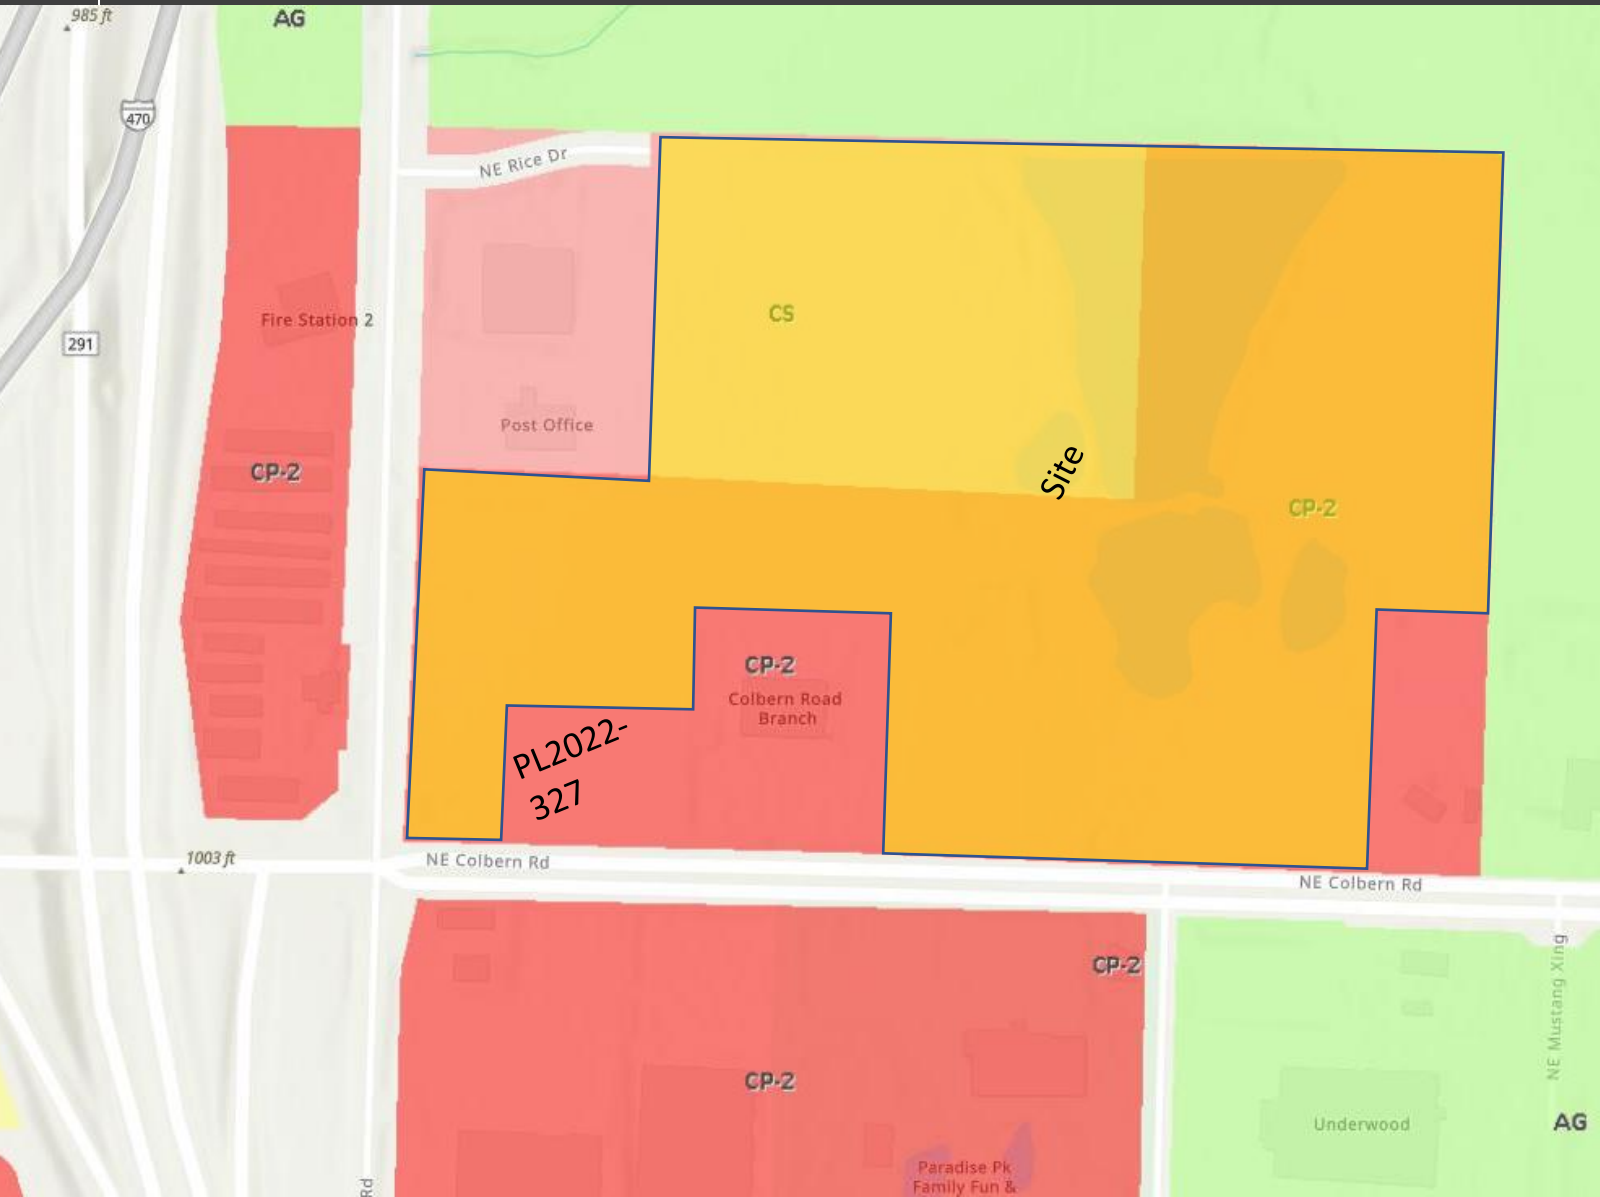 985 ft
AG
470
NE Rice Dr
CS
Fire Station 2
291
Post Office
CP-2
Site
CP-2
CP-2
Colbern Road
Branch
PL2022-
327
1003 ft
NE Colbern Rd
NE Colbern Rd
CP-2
NE Mustang Xing
CP-2
Underwood
AG
Paradise Pk
Family Fun &
Rd